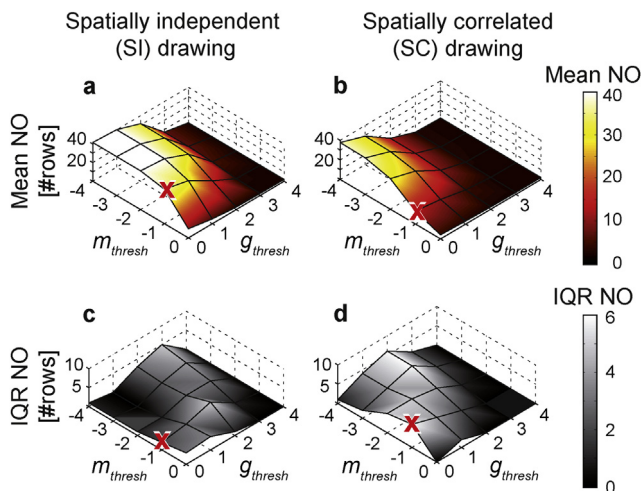 Spatially independent
(SI) drawing
Spatially correlated
(SC) drawing
a
b
Mean NO
Mean NO
[#rows]
40
20
-4
-3
-2
-1
0
m_thresh
0
1
2
3
4
g_thresh
X
40
20
-4
-3
-2
-1
0
m_thresh
0
1
2
3
4
g_thresh
X
40
30
20
10
0
c
d
IQR NO
IQR NO
[#rows]
10
5
-4
-3
-2
-1
0
m_thresh
0
1
2
3
4
g_thresh
X
10
5
-4
-3
-2
-1
0
m_thresh
0
1
2
3
4
g_thresh
X
6
4
2
0